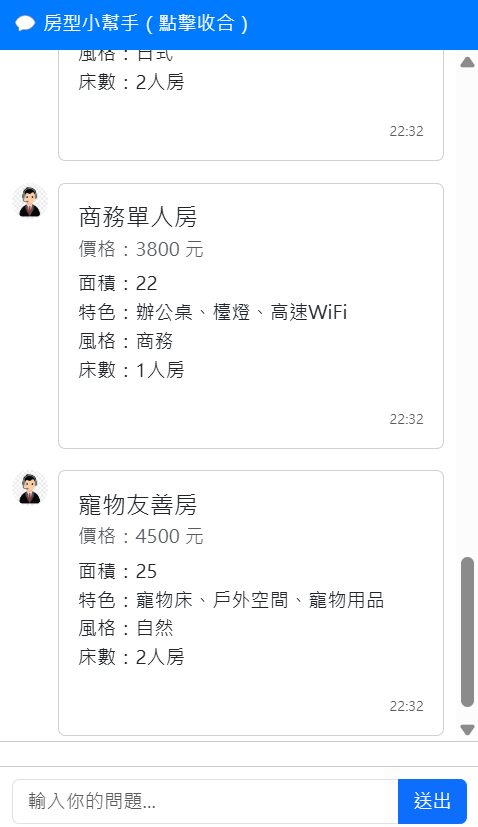 房型小幫手（點擊收合）
風格：日式
床數：2人房
22:32
商務單人房
價格：3800 元
面積：22
特色：辦公桌、檯燈、高速WiFi
風格：商務
床數：1人房
22:32
寵物友善房
價格：4500 元
面積：25
特色：寵物床、戶外空間、寵物用品
風格：自然
床數：2人房
22:32
輸入你的問題...
送出